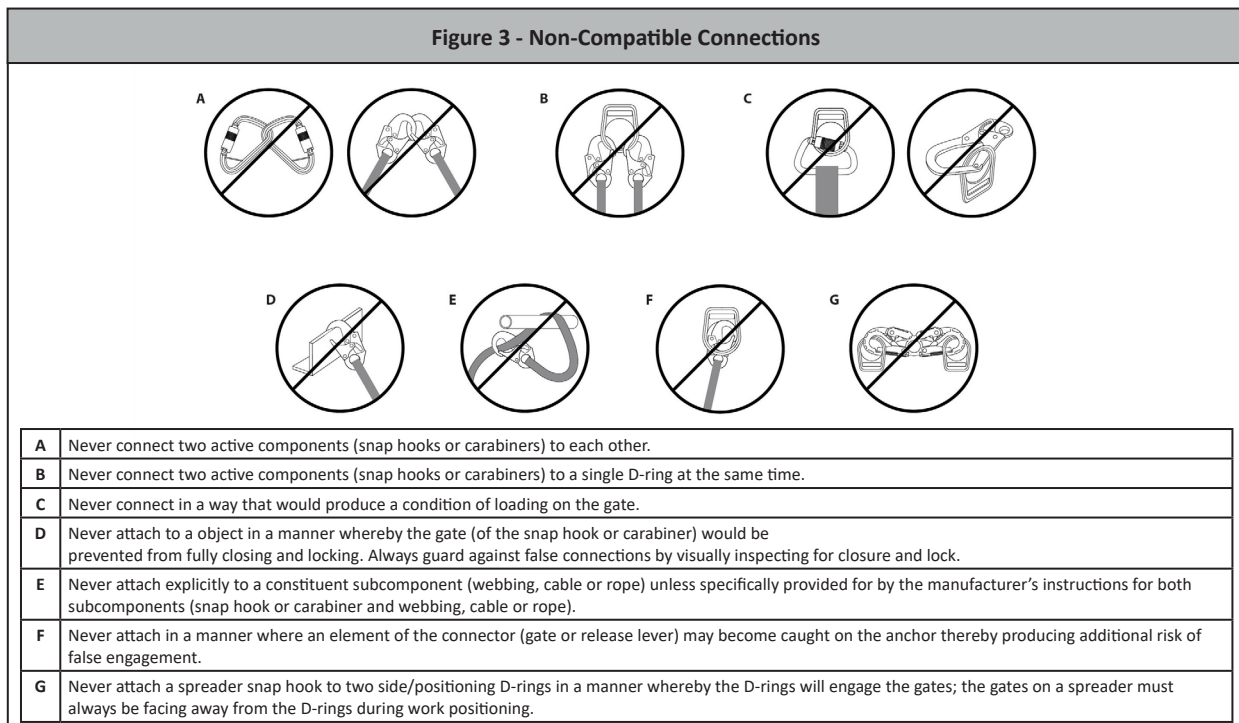 Figure 3 - Non-Compatible Connections
A
B
C
D
E
F
G
A Never connect two active components (snap hooks or carabiners) to each other.
B Never connect two active components (snap hooks or carabiners) to a single D-ring at the same time.
C Never connect in a way that would produce a condition of loading on the gate.
D Never attach to a object in a manner whereby the gate (of the snap hook or carabiner) would be
prevented from fully closing and locking. Always guard against false connections by visually inspecting for closure and lock.
E Never attach explicitly to a constituent subcomponent (webbing, cable or rope) unless specifically provided for by the manufacturer’s instructions for both
subcomponents (snap hook or carabiner and webbing, cable or rope).
F Never attach in a manner where an element of the connector (gate or release lever) may become caught on the anchor thereby producing additional risk of
false engagement.
G Never attach a spreader snap hook to two side/positioning D-rings in a manner whereby the D-rings will engage the gates; the gates on a spreader must
always be facing away from the D-rings during work positioning.